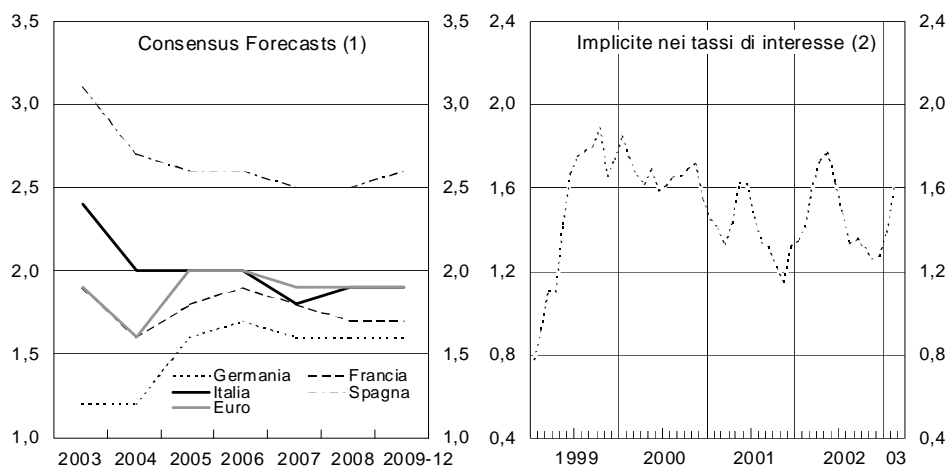 3,5 3,5 2,4 2,4
Consensus Forecasts (1) Implicite nei tassi di interesse (2)
3,0 3,0 2,0 2,0
2,5 2,5 1,6 1,6
2,0 2,0 1,2 1,2
1,5 1,5 0,8 0,8
Germania Francia
Italia Spagna
Euro
1,0 1,0 0,4 0,4
2003 2004 2005 2006 2007 2008 2009-12 1999 2000 2001 2002 03